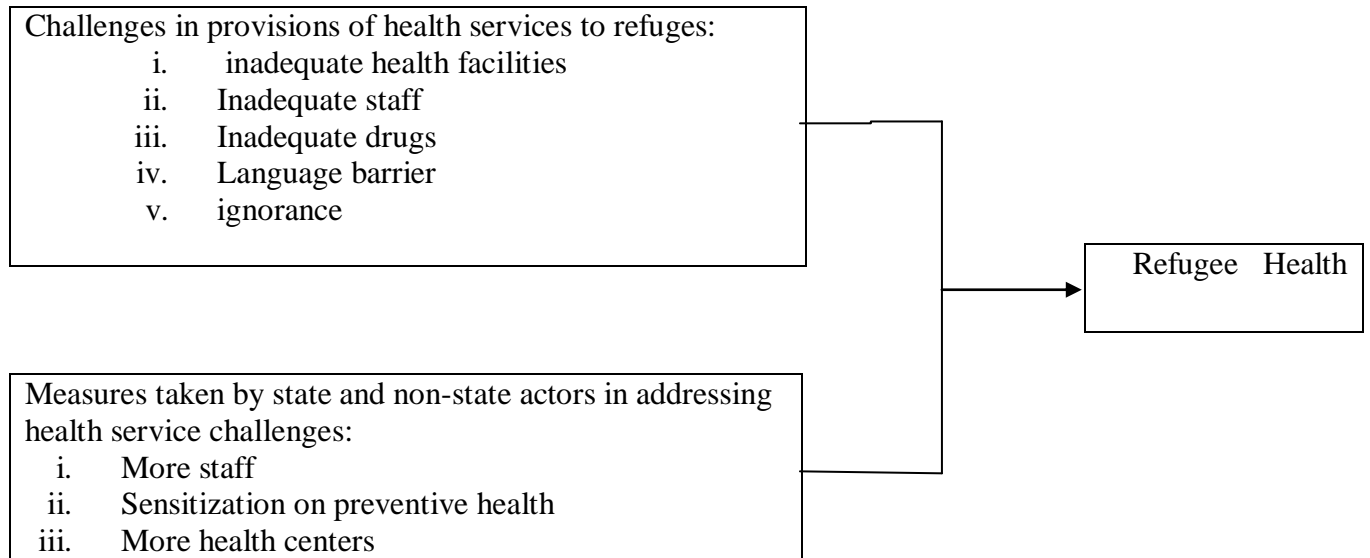 Challenges in provisions of health services to refuges:
i. inadequate health facilities
ii. Inadequate staff
iii. Inadequate drugs
iv. Language barrier
v. ignorance
Refugee Health
Measures taken by state and non-state actors in addressing
health service challenges:
i. More staff
ii. Sensitization on preventive health
iii. More health centers